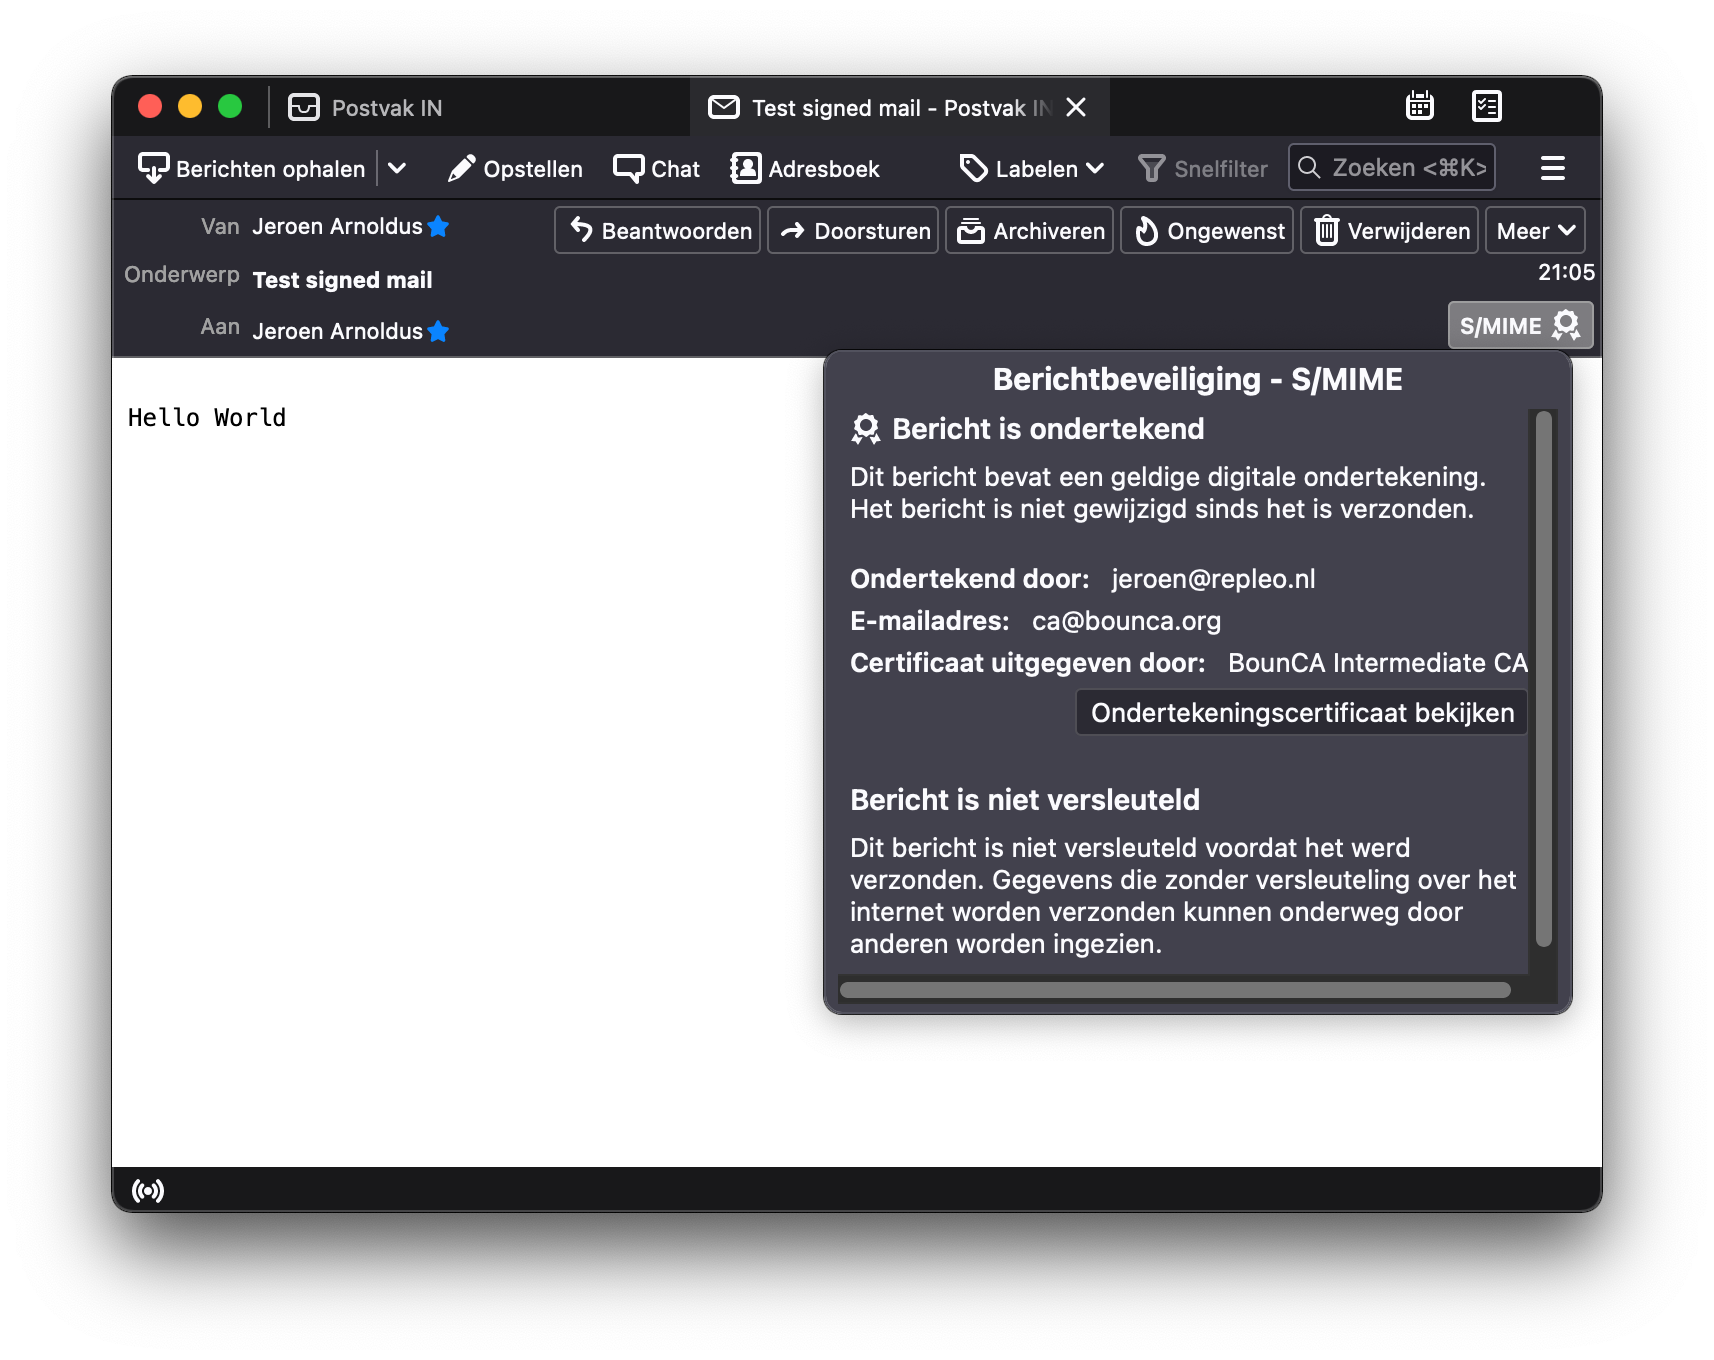 Postvak IN
Test signed mail - Postvak IN
Berichten ophalen
Opstellen
Chat
Adresboek
Labelen
Snelfilter
Zoeken <⌘K>
Van Jeroen Arnoldus
Beantwoorden
Doorsturen
Archiveren
Ongewenst
Verwijderen
Meer
Onderwerp Test signed mail
21:05
Aan Jeroen Arnoldus
S/MIME
Hello World
Berichtbeveiliging - S/MIME
Bericht is ondertekend
Dit bericht bevat een geldige digitale ondertekening.
Het bericht is niet gewijzigd sinds het is verzonden.
Ondertekend door: jeroen@repleo.nl
E-mailadres: ca@bounca.org
Certificaat uitgegeven door: BounCA Intermediate CA
Ondertekeningscertificaat bekijken
Bericht is niet versleuteld
Dit bericht is niet versleuteld voordat het werd
verzonden. Gegevens die zonder versleuteling over het
internet worden verzonden kunnen onderweg door
anderen worden ingezien.